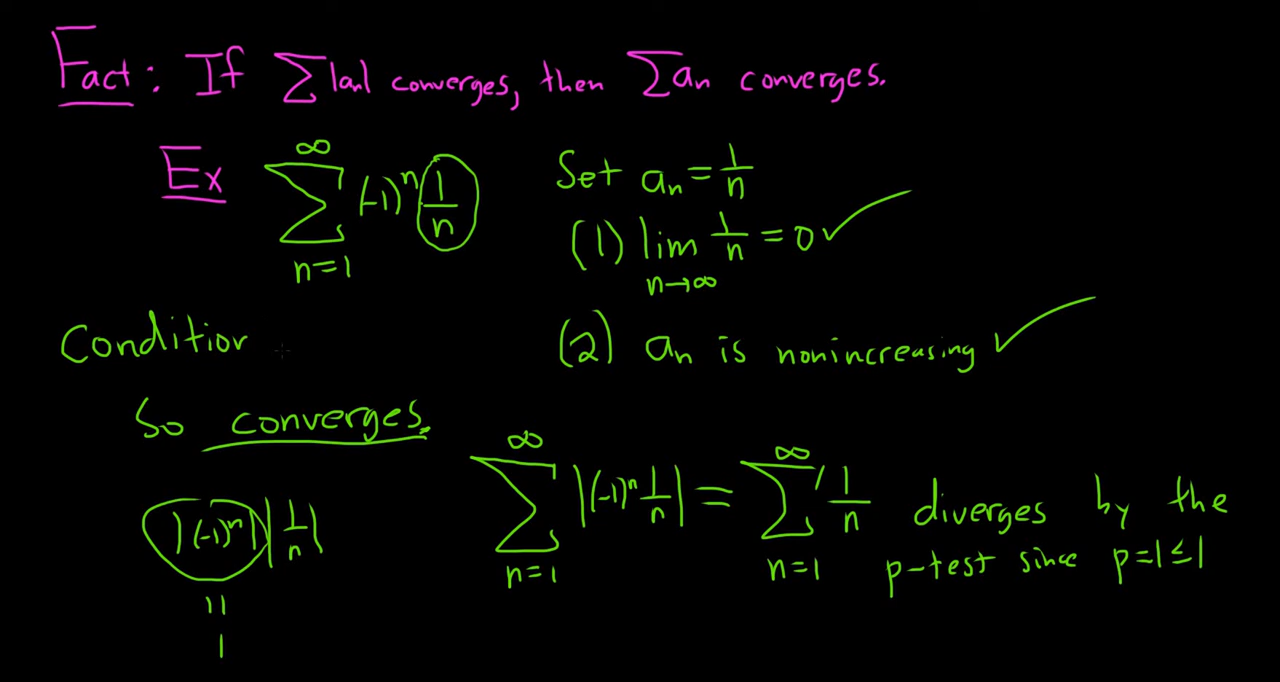 Fact: If ∑|an| converges, then ∑an converges.
Ex ∞∑n=1 (-1)^n 1/n Set an = 1/n
(1) lim n→∞ 1/n = 0 ✓
Condition (2) an is nonincreasing ✓
So converges.
|(-1)^n| |1/n|
=
1
∞∑n=1 |(-1)^n 1/n| = ∞∑n=1 1/n diverges by the
p-test since p=1≤1